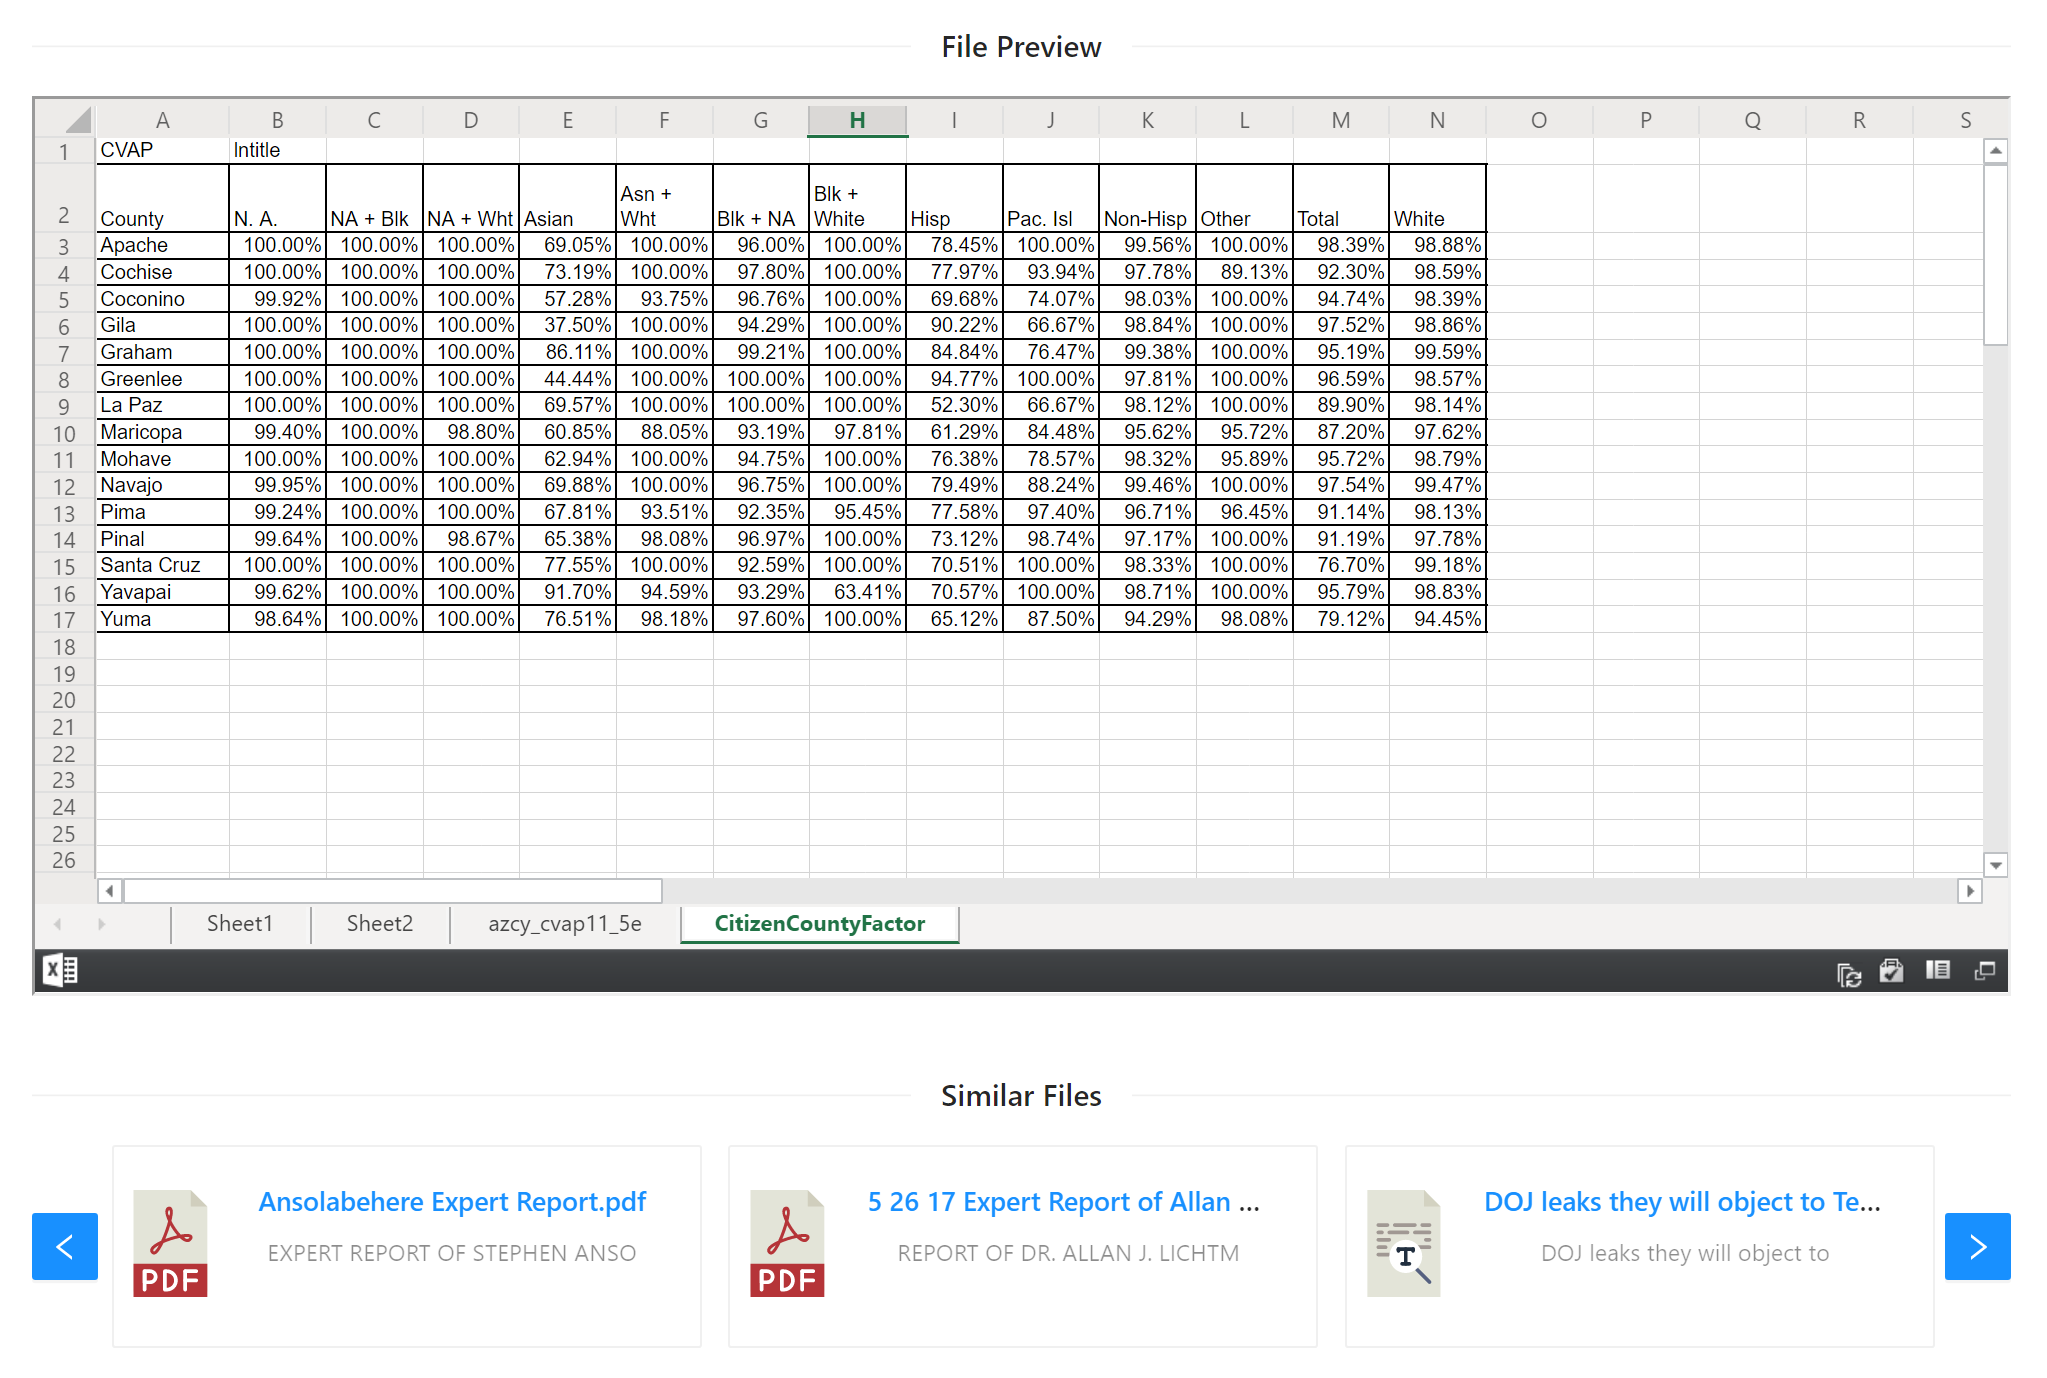 File Preview
A B C D E F G H I J K L M N O P Q R S
1 CVAP Intitle
2 County N. A. NA + Blk NA + Wht Asian Asn + Wht Blk + NA Blk + White Hisp Pac. Isl Non-Hisp Other Total White
3 Apache 100.00% 100.00% 100.00% 69.05% 100.00% 96.00% 100.00% 78.45% 100.00% 99.56% 100.00% 98.39% 98.88%
4 Cochise 100.00% 100.00% 100.00% 73.19% 100.00% 97.80% 100.00% 77.97% 93.94% 97.78% 89.13% 92.30% 98.59%
5 Coconino 99.92% 100.00% 100.00% 57.28% 93.75% 96.76% 100.00% 69.68% 74.07% 98.03% 100.00% 94.74% 98.39%
6 Gila 100.00% 100.00% 100.00% 37.50% 100.00% 94.29% 100.00% 90.22% 66.67% 98.84% 100.00% 97.52% 98.86%
7 Graham 100.00% 100.00% 100.00% 86.11% 100.00% 99.21% 100.00% 84.84% 76.47% 99.38% 100.00% 95.19% 99.59%
8 Greenlee 100.00% 100.00% 100.00% 44.44% 100.00% 100.00% 100.00% 94.77% 100.00% 97.81% 100.00% 96.59% 98.57%
9 La Paz 100.00% 100.00% 100.00% 69.57% 100.00% 100.00% 100.00% 52.30% 66.67% 98.12% 100.00% 89.90% 98.14%
10 Maricopa 99.40% 100.00% 98.80% 60.85% 88.05% 93.19% 97.81% 61.29% 84.48% 95.62% 95.72% 87.20% 97.62%
11 Mohave 100.00% 100.00% 100.00% 62.94% 100.00% 94.75% 100.00% 76.38% 78.57% 98.32% 95.89% 95.72% 98.79%
12 Navajo 99.95% 100.00% 100.00% 69.88% 100.00% 96.75% 100.00% 79.49% 88.24% 99.46% 100.00% 97.54% 99.47%
13 Pima 99.24% 100.00% 100.00% 67.81% 93.51% 92.35% 95.45% 77.58% 97.40% 96.71% 96.45% 91.14% 98.13%
14 Pinal 99.64% 100.00% 98.67% 65.38% 98.08% 96.97% 100.00% 73.12% 98.74% 97.17% 100.00% 91.19% 97.78%
15 Santa Cruz 100.00% 100.00% 100.00% 77.55% 100.00% 92.59% 100.00% 70.51% 100.00% 98.33% 100.00% 76.70% 99.18%
16 Yavapai 99.62% 100.00% 100.00% 91.70% 94.59% 93.29% 63.41% 70.57% 100.00% 98.71% 100.00% 95.79% 98.83%
17 Yuma 98.64% 100.00% 100.00% 76.51% 98.18% 97.60% 100.00% 65.12% 87.50% 94.29% 98.08% 79.12% 94.45%
18
19
20
21
22
23
24
25
26
Sheet1 Sheet2 azcy_cvap11_5e CitizenCountyFactor
Similar Files
Ansolabehere Expert Report.pdf
EXPERT REPORT OF STEPHEN ANSO
PDF
5 26 17 Expert Report of Allan ...
REPORT OF DR. ALLAN J. LICHTM
PDF
DOJ leaks they will object to Te...
DOJ leaks they will object to